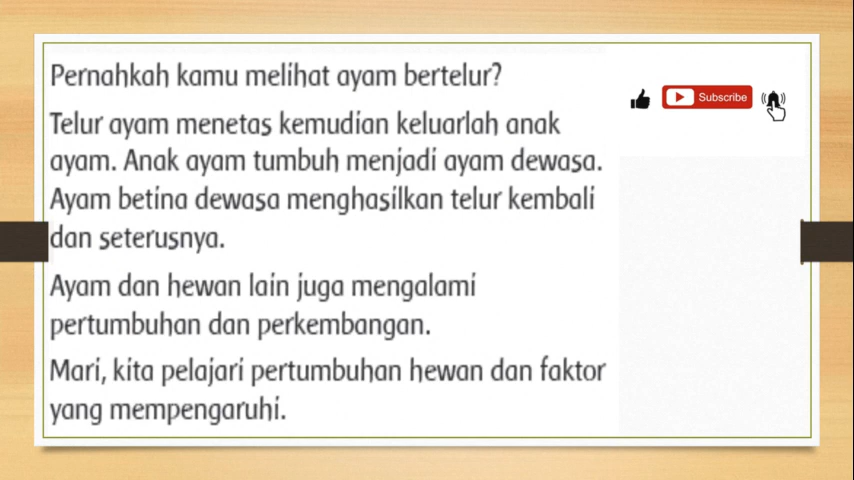 Pernahkah kamu melihat ayam bertelur?
Subscribe
Telur ayam menetas kemudian keluarlah anak
ayam. Anak ayam tumbuh menjadi ayam dewasa.
Ayam betina dewasa menghasilkan telur kembali
dan seterusnya.
Ayam dan hewan lain juga mengalami
pertumbuhan dan perkembangan.
Mari, kita pelajari pertumbuhan hewan dan faktor
yang mempengaruhi.